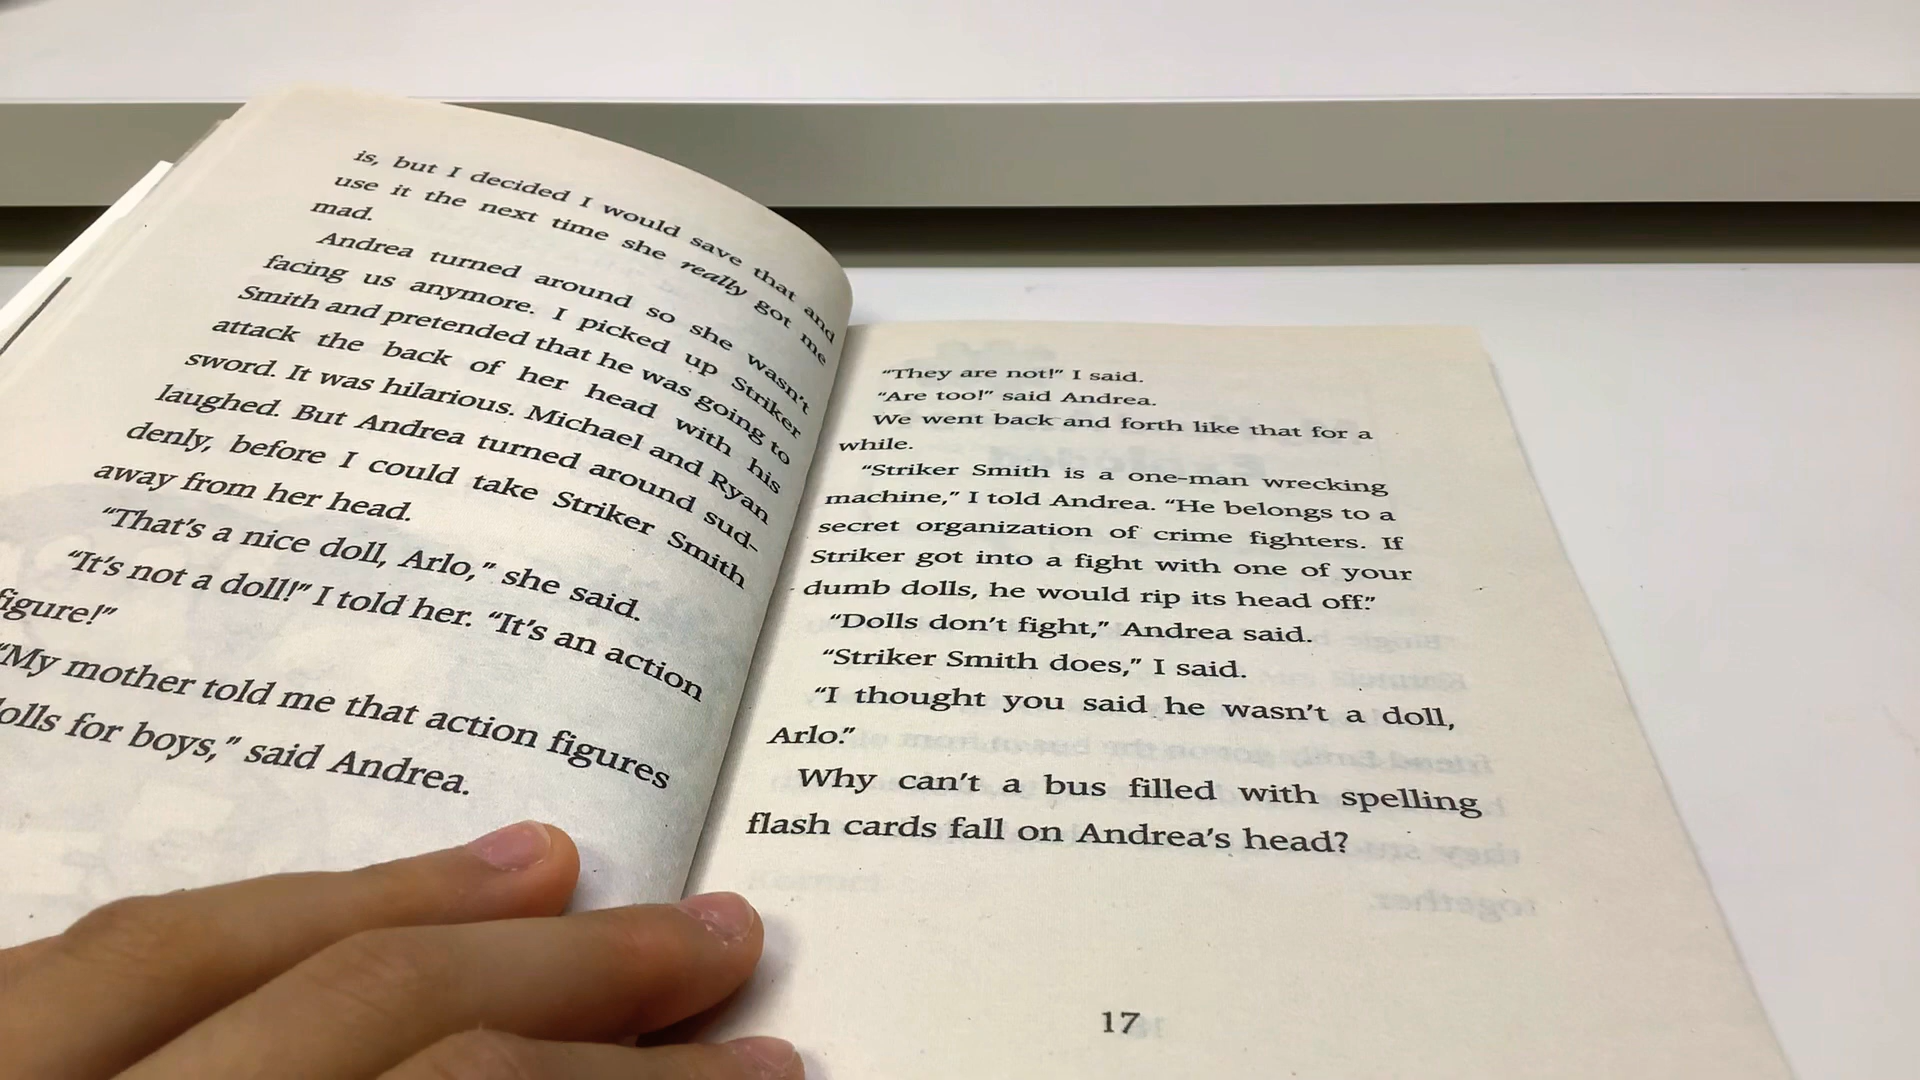 is, but I decided I would save that and
use it the next time she really got me
mad.
Andrea turned around so she wasn't
facing us anymore. I picked up Striker
Smith and pretended that he was going to
attack the back of her head with his
sword. It was hilarious. Michael and Ryan
laughed. But Andrea turned around sud-
denly, before I could take Striker Smith
away from her head.
"That's a nice doll, Arlo," she said.
"It's not a doll!" I told her. "It's an action
figure!"
"My mother told me that action figures
dolls for boys," said Andrea.
"They are not!" I said.
"Are too!" said Andrea.
We went back and forth like that for a
while.
"Striker Smith is a one-man wrecking
machine," I told Andrea. "He belongs to a
secret organization of crime fighters. If
Striker got into a fight with one of your
dumb dolls, he would rip its head off."
"Dolls don't fight," Andrea said.
"Striker Smith does," I said.
"I thought you said he wasn't a doll,
Arlo."
Why can't a bus filled with spelling
flash cards fall on Andrea's head?
17